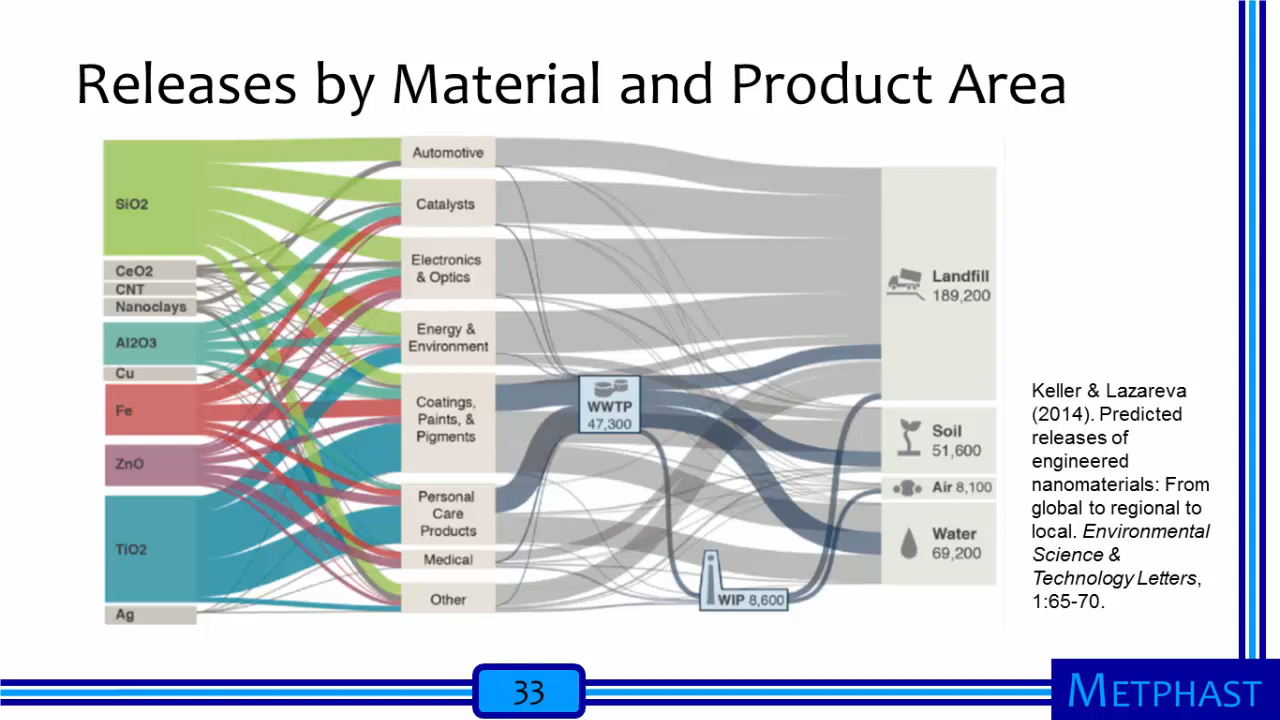 Releases by Material and Product Area
SiO2
CeO2
CNT
Nanoclays
Al2O3
Cu
Fe
ZnO
TiO2
Ag
Automotive
Catalysts
Electronics
& Optics
Energy &
Environment
Coatings,
Paints, &
Pigments
Personal
Care
Products
Medical
Other
WWTP
47,300
WIP 8,600
Landfill
189,200
Soil
51,600
Air 8,100
Water
69,200
Keller & Lazareva
(2014). Predicted
releases of
engineered
nanomaterials: From
global to regional to
local. Environmental
Science &
Technology Letters,
1:65-70.
33
METPHAST